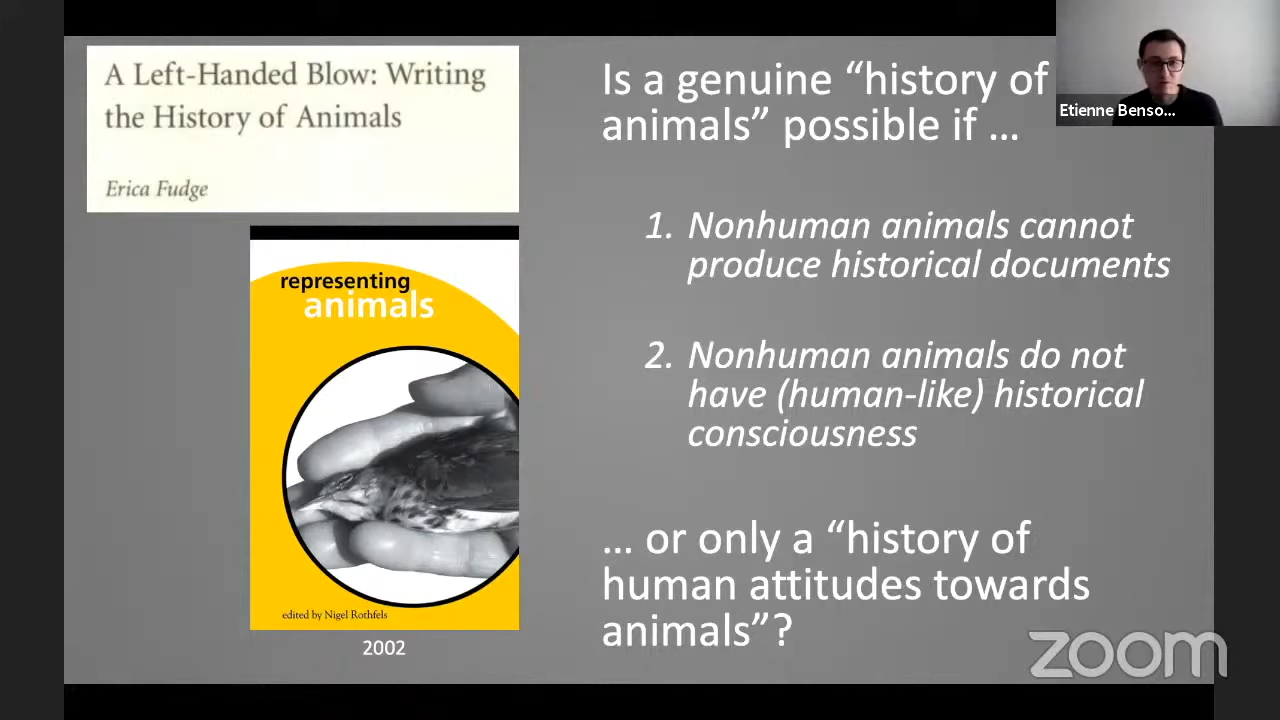 A Left-Handed Blow: Writing
the History of Animals
Erica Fudge
representing
animals
edited by Nigel Rothfels
2002
Is a genuine “history of
animals” possible if …
1. Nonhuman animals cannot
produce historical documents
2. Nonhuman animals do not
have (human-like) historical
consciousness
… or only a “history of
human attitudes towards
animals”?
Etienne Benso...
zoom